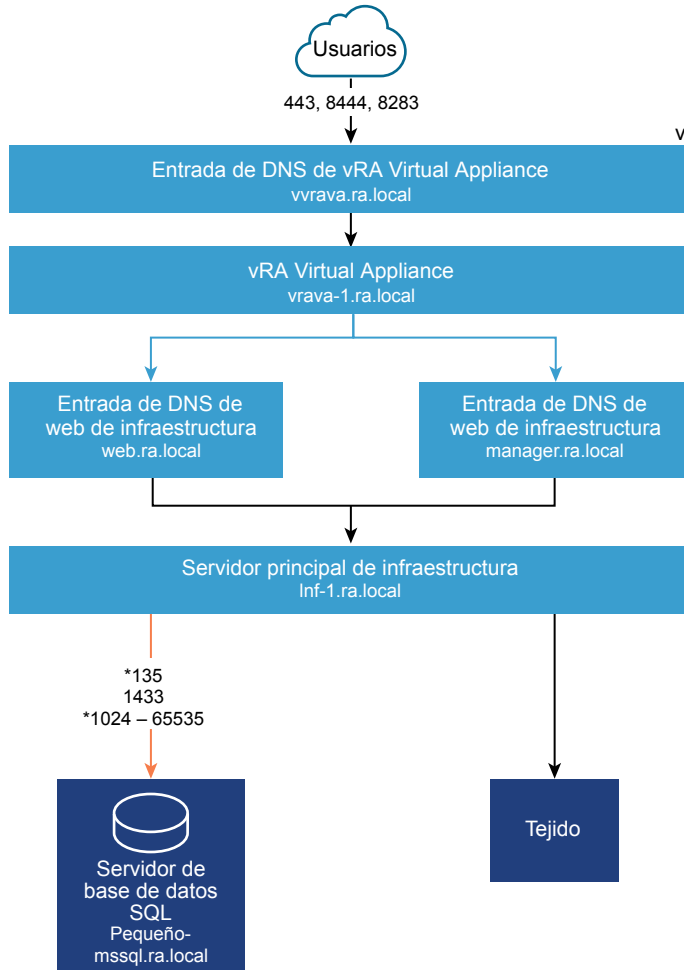 Usuarios
443, 8444, 8283
v
Entrada de DNS de vRA Virtual Appliance
vvrava.ra.local
vRA Virtual Appliance
vrava-1.ra.local
Entrada de DNS de
web de infraestructura
web.ra.local
Entrada de DNS de
web de infraestructura
manager.ra.local
Servidor principal de infraestructura
Inf-1.ra.local
*135
1433
*1024 – 65535
Servidor de
base de datos
SQL
Pequeño-
mssql.ra.local
Tejido